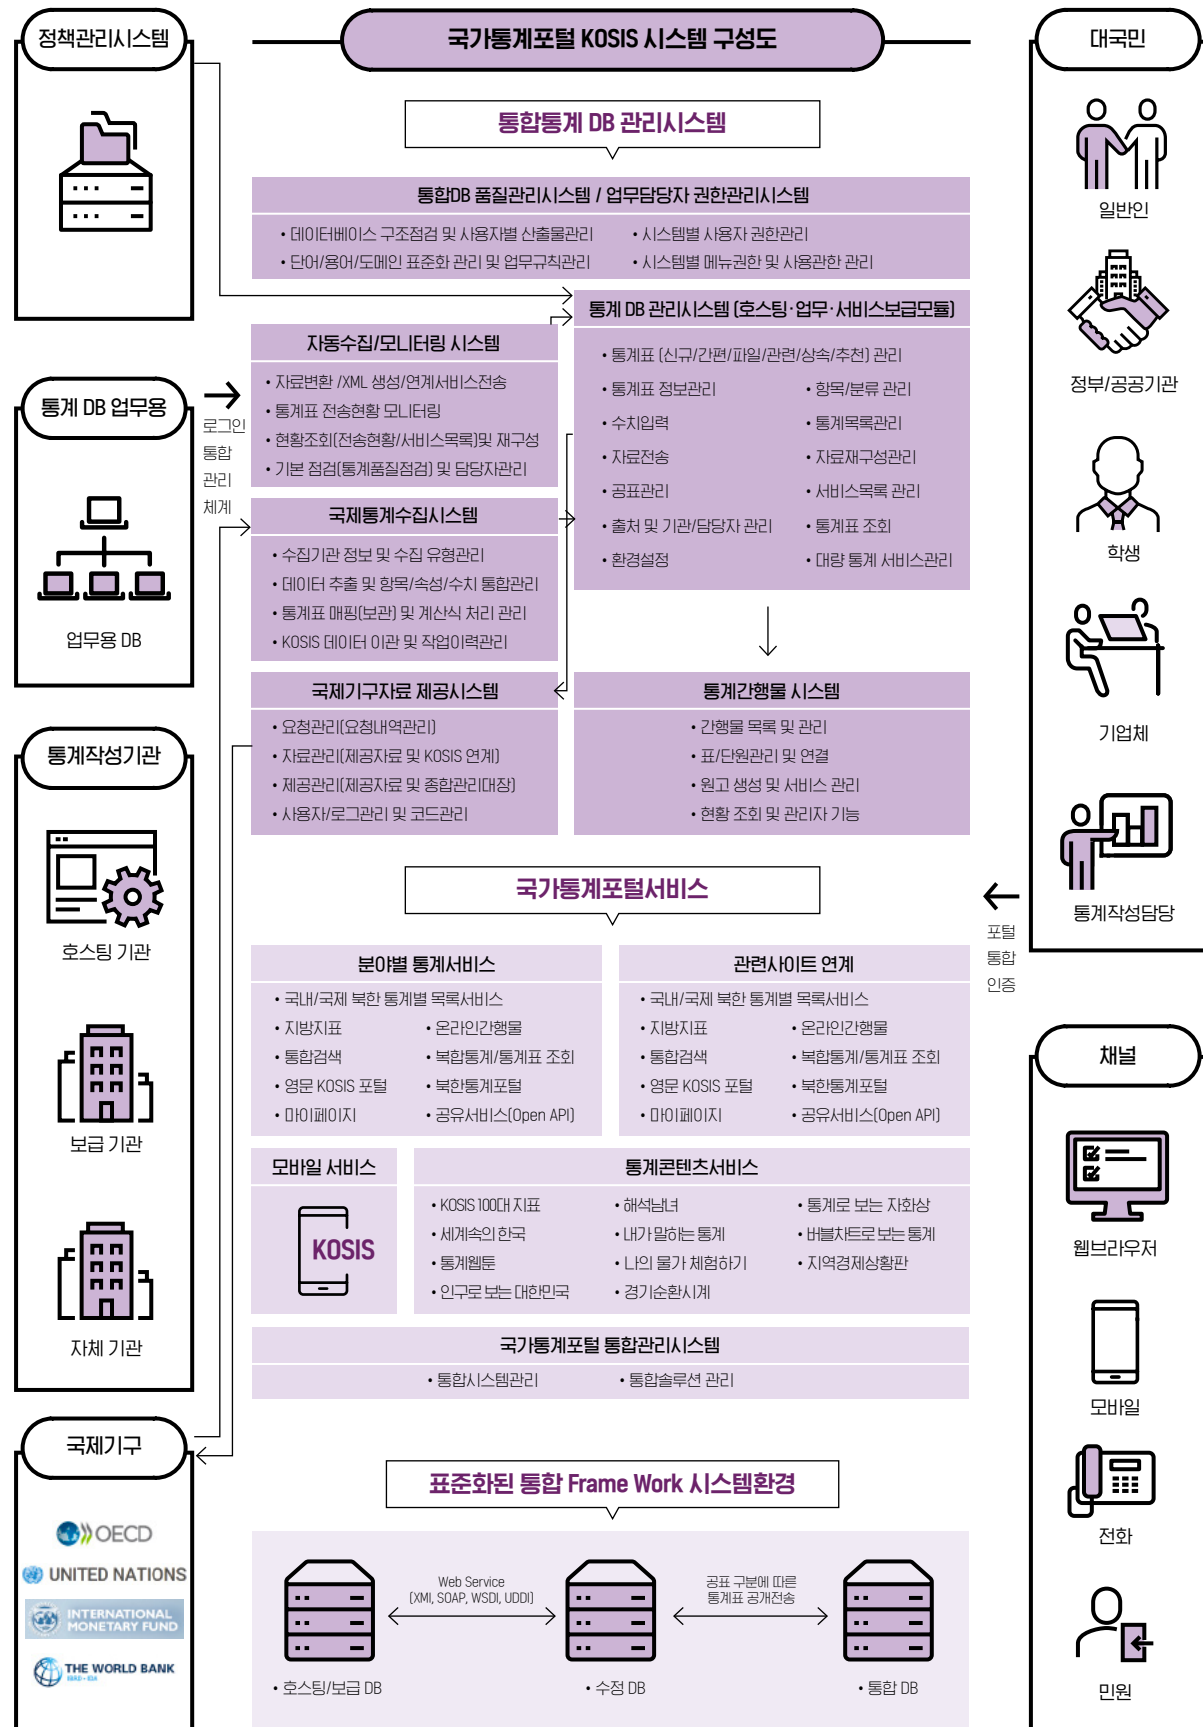 국가통계포털 KOSIS 시스템 구성도
정책관리시스템
통계 DB 업무용
업무용 DB
로그인
통합
관리
체계
통계작성기관
호스팅 기관
보급 기관
자체 기관
국제기구
OECD
UNITED NATIONS
INTERNATIONAL
MONETARY FUND
THE WORLD BANK
IBRD • IDA
통합통계 DB 관리시스템
통합DB 품질관리시스템 / 업무담당자 권한관리시스템
• 데이터베이스 구조점검 및 사용자별 산출물관리
• 단어/용어/도메인 표준화 관리 및 업무규칙관리
• 시스템별 사용자 권한관리
• 시스템별 메뉴권한 및 사용관한 관리
자동수집/모니터링 시스템
• 자료변환 /XML 생성/연계서비스전송
• 통계표 전송현황 모니터링
• 현황조회(전송현황/서비스목록)및 재구성
• 기본 점검(통계품질점검) 및 담당자관리
국제통계수집시스템
• 수집기관 정보 및 수집 유형관리
• 데이터 추출 및 항목/속성/수치 통합관리
• 통계표 매핑(보관) 및 계산식 처리 관리
• KOSIS 데이터 이관 및 작업이력관리
통계 DB 관리시스템 (호스팅·업무·서비스보급모듈)
• 통계표 (신규/간편/파일/관련/상속/추천) 관리
• 통계표 정보관리
• 수치입력
• 자료전송
• 공표관리
• 출처 및 기관/담당자 관리
• 환경설정
• 항목/분류 관리
• 통계목록관리
• 자료재구성관리
• 서비스목록 관리
• 통계표 조회
• 대량 통계 서비스관리
국제기구자료 제공시스템
• 요청관리(요청내역관리)
• 자료관리(제공자료 및 KOSIS 연계)
• 제공관리(제공자료 및 종합관리대장)
• 사용자/로그관리 및 코드관리
통계간행물 시스템
• 간행물 목록 및 관리
• 표/단원관리 및 연결
• 원고 생성 및 서비스 관리
• 현황 조회 및 관리자 기능
국가통계포털서비스
분야별 통계서비스
• 국내/국제 북한 통계별 목록서비스
• 지방지표
• 통합검색
• 영문 KOSIS 포털
• 마이페이지
• 온라인간행물
• 복합통계/통계표 조회
• 북한통계포털
• 공유서비스(Open API)
관련사이트 연계
• 국내/국제 북한 통계별 목록서비스
• 지방지표
• 통합검색
• 영문 KOSIS 포털
• 마이페이지
• 온라인간행물
• 복합통계/통계표 조회
• 북한통계포털
• 공유서비스(Open API)
모바일 서비스
KOSIS
통계콘텐츠서비스
• KOSIS 100대 지표
• 세계속의 한국
• 통계웹툰
• 인구로 보는 대한민국
• 해석남녀
• 내가 말하는 통계
• 나의 물가 체험하기
• 경기순환시계
• 통계로 보는 자화상
• 버블차트로 보는 통계
• 지역경제상황판
국가통계포털 통합관리시스템
• 통합시스템관리
• 통합솔루션 관리
표준화된 통합 Frame Work 시스템환경
Web Service
(XMl, SOAP, WSDl, UDDI)
공표 구분에 따른
통계표 공개전송
• 호스팅/보급 DB
• 수정 DB
• 통합 DB
대국민
일반인
정부/공공기관
학생
기업체
통계작성담당
포털
통합
인증
채널
웹브라우저
모바일
전화
민원